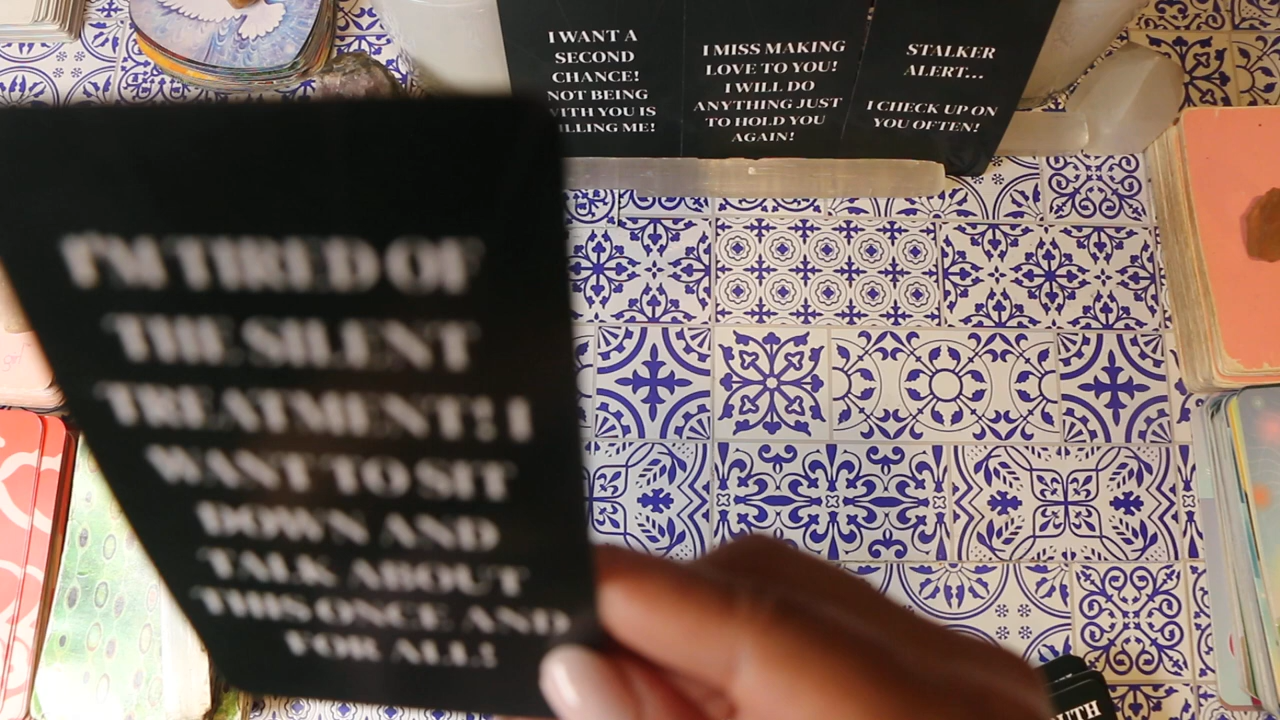 I WANT A
SECOND
CHANCE!
NOT BEING
WITH YOU IS
KILLING ME!
I MISS MAKING
LOVE TO YOU!
I WILL DO
ANYTHING JUST
TO HOLD YOU
AGAIN!
STALKER
ALERT...
I CHECK UP ON
YOU OFTEN!
I'M TIRED OF
THE SILENT
TREATMENT! I
WANT TO SIT
DOWN AND
TALK ABOUT
THIS ONCE AND
FOR ALL!